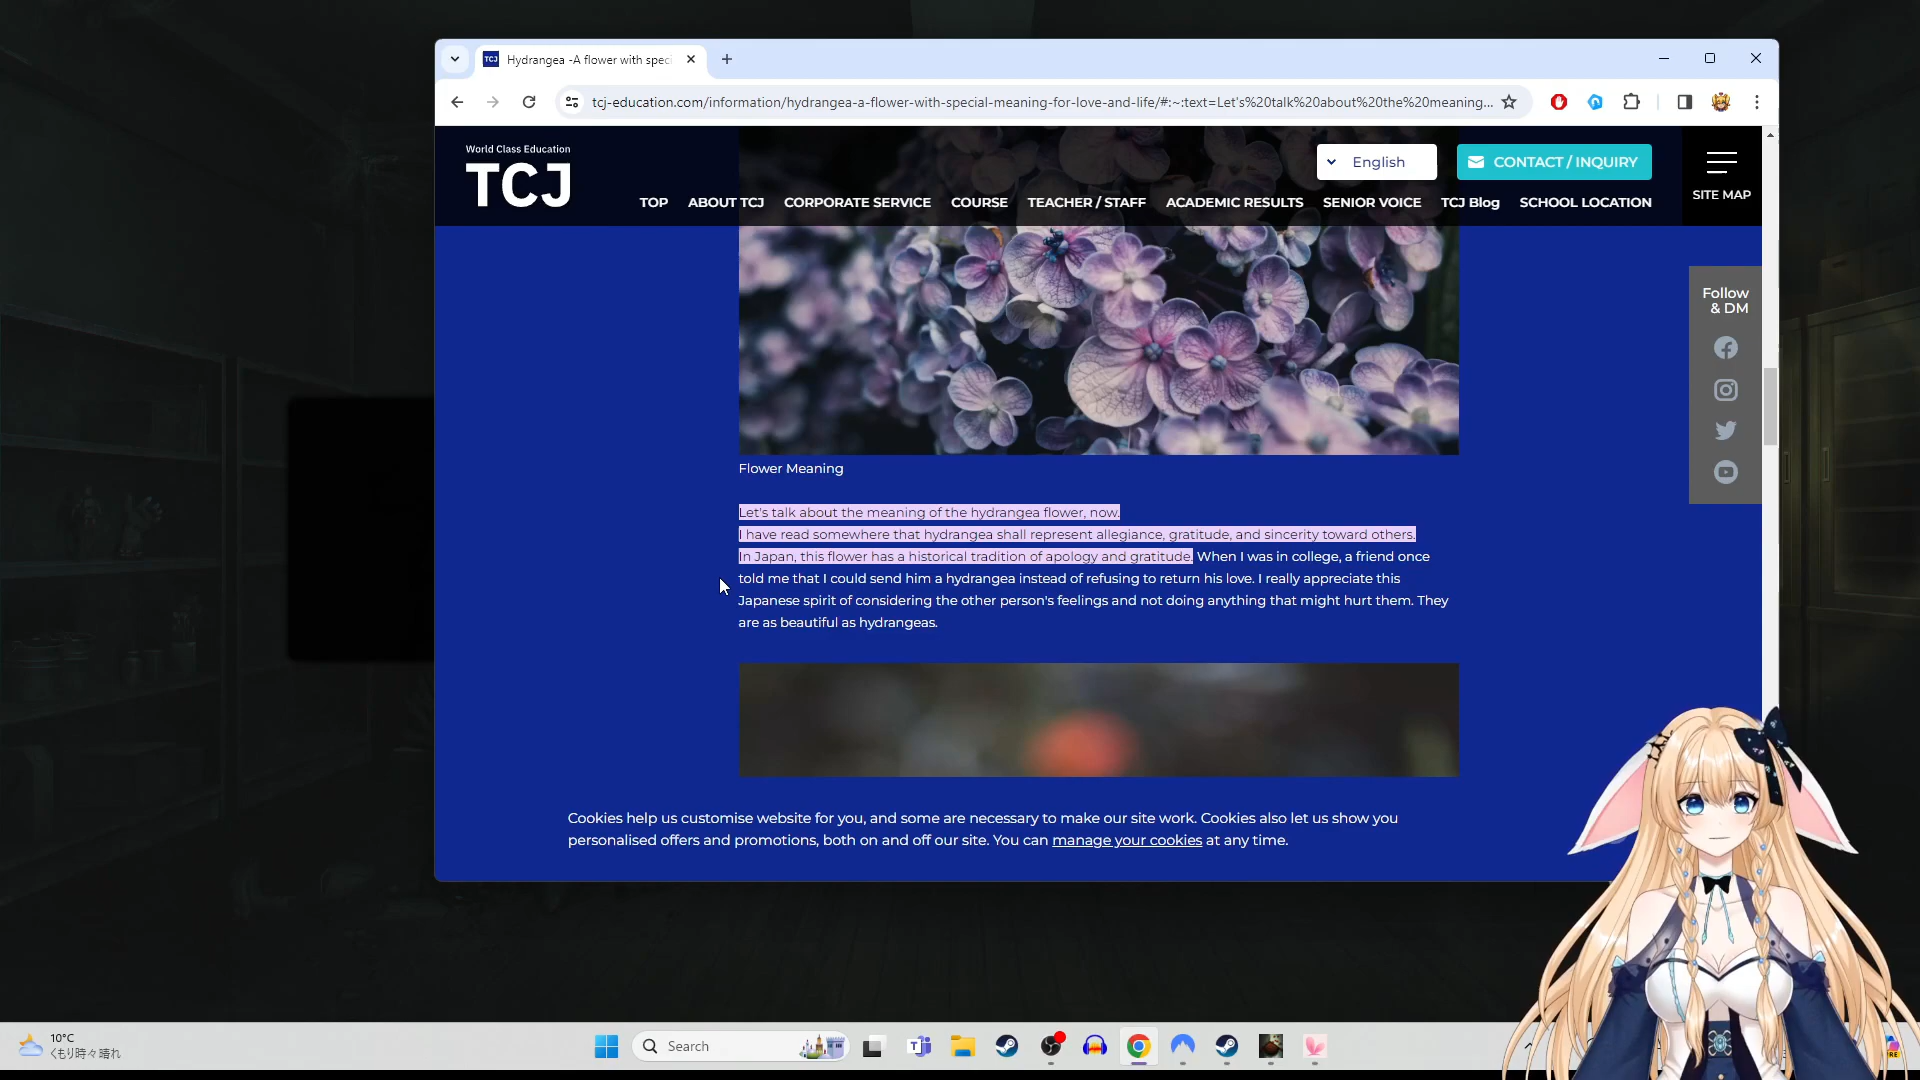 TCJ
Hydrangea -A flower with speci
tcj-education.com/information/hydrangea-a-flower-with-special-meaning-for-love-and-life/#:~:text=Let's%20talk%20about%20the%20meaning...
World Class Education
TCJ
English
CONTACT / INQUIRY
SITE MAP
TOP
ABOUT TCJ
CORPORATE SERVICE
COURSE
TEACHER / STAFF
ACADEMIC RESULTS
SENIOR VOICE
TCJ Blog
SCHOOL LOCATION
Follow
& DM
Flower Meaning
Let's talk about the meaning of the hydrangea flower, now.
I have read somewhere that hydrangea shall represent allegiance, gratitude, and sincerity toward others.
In Japan, this flower has a historical tradition of apology and gratitude. When I was in college, a friend once
told me that I could send him a hydrangea instead of refusing to return his love. I really appreciate this
Japanese spirit of considering the other person's feelings and not doing anything that might hurt them. They
are as beautiful as hydrangeas.
Cookies help us customise website for you, and some are necessary to make our site work. Cookies also let us show you
personalised offers and promotions, both on and off our site. You can manage your cookies at any time.
10°C
くもり時々晴れ
Search